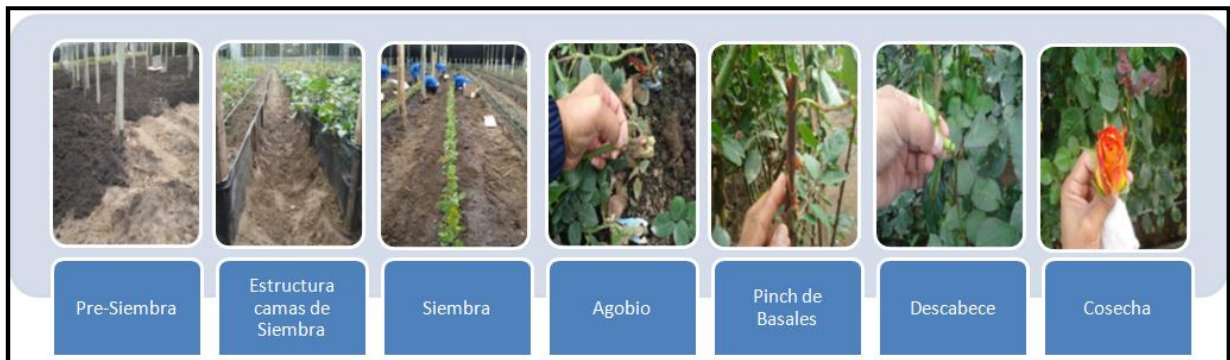 Pre-Siembra
Estructura
camas de
Siembra
Siembra
Agobio
Pinch de
Basales
Descabece
Cosecha